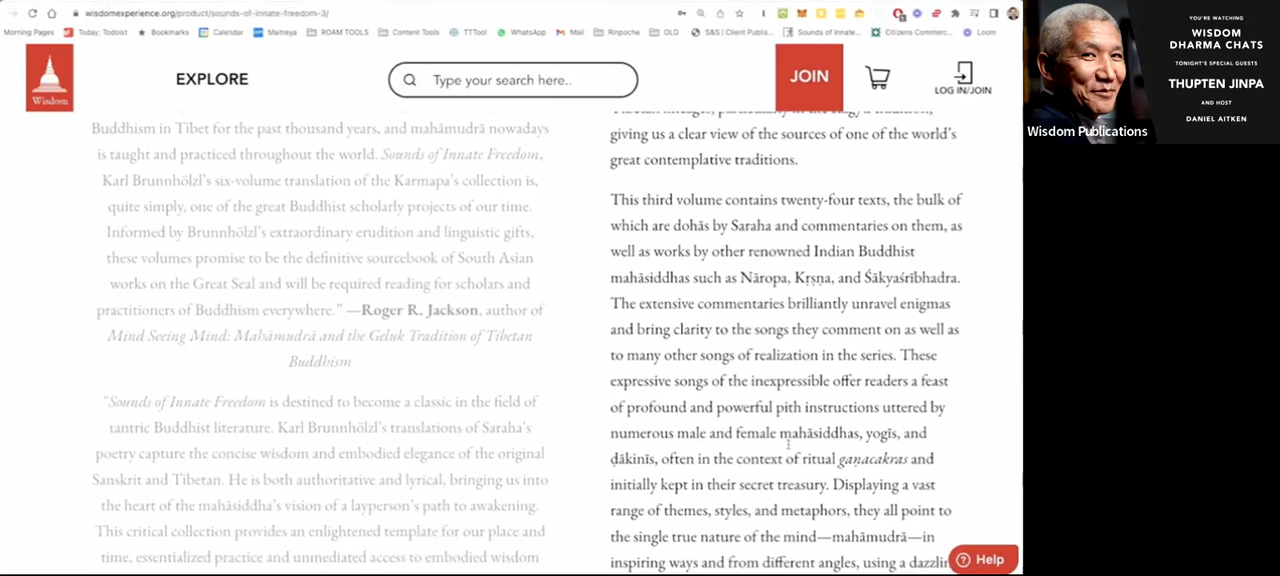 wisdomexperience.org/product/sounds-of-innate-freedom-3/
Morning Pages Today: Todoist Bookmarks Calendar Maitreya ROAM TOOLS Content Tools TTTool WhatsApp Mail Rinpoche OLD S&S | Client Publis... Sounds of Innate... Citizens Commerc... Loom
Wisdom
EXPLORE
Type your search here..
JOIN
LOG IN/JOIN
Buddhism in Tibet for the past thousand years, and mahāmudrā nowadays
is taught and practiced throughout the world. Sounds of Innate Freedom,
Karl Brunnhölzl's six-volume translation of the Karmapa's collection is,
quite simply, one of the great Buddhist scholarly projects of our time.
Informed by Brunnhölzl's extraordinary erudition and linguistic gifts,
these volumes promise to be the definitive sourcebook of South Asian
works on the Great Seal and will be required reading for scholars and
practitioners of Buddhism everywhere." —Roger R. Jackson, author of
Mind Seeing Mind: Mahāmudrā and the Geluk Tradition of Tibetan
Buddhism
"Sounds of Innate Freedom is destined to become a classic in the field of
tantric Buddhist literature. Karl Brunnhölzl's translations of Saraha's
poetry capture the concise wisdom and embodied elegance of the original
Sanskrit and Tibetan. He is both authoritative and lyrical, bringing us into
the heart of the mahāsiddha's vision of a layperson's path to awakening.
This critical collection provides an enlightened template for our place and
time, essentialized practice and unmediated access to embodied wisdom
giving us a clear view of the sources of one of the world's
great contemplative traditions.
This third volume contains twenty-four texts, the bulk of
which are dohās by Saraha and commentaries on them, as
well as works by other renowned Indian Buddhist
mahāsiddhas such as Nāropa, Kṛṣṇa, and Śākyaśrībhadra.
The extensive commentaries brilliantly unravel enigmas
and bring clarity to the songs they comment on as well as
to many other songs of realization in the series. These
expressive songs of the inexpressible offer readers a feast
of profound and powerful pith instructions uttered by
numerous male and female mahāsiddhas, yogīs, and
ḍākinīs, often in the context of ritual gaṇacakras and
initially kept in their secret treasury. Displaying a vast
range of themes, styles, and metaphors, they all point to
the single true nature of the mind—mahāmudrā—in
inspiring ways and from different angles, using a dazzlin
Help
YOU'RE WATCHING
WISDOM
DHARMA CHATS
TONIGHT'S SPECIAL GUESTS
THUPTEN JINPA
AND HOST
DANIEL AITKEN
Wisdom Publications